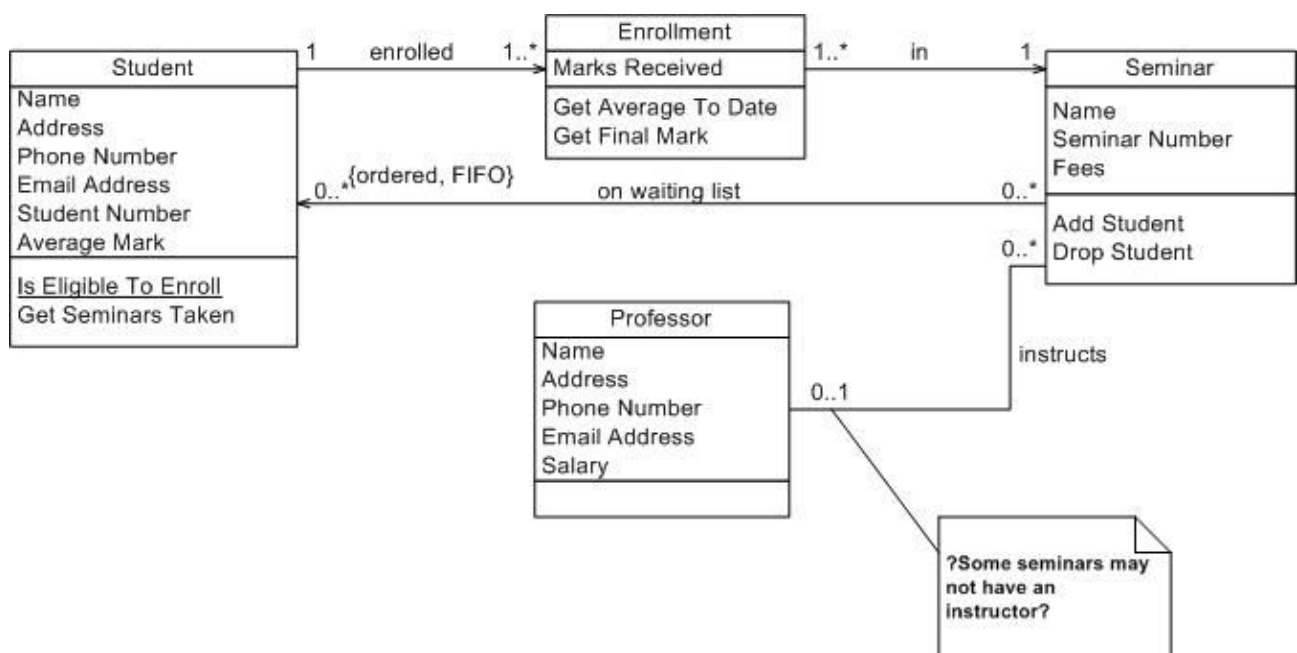 Enrollment
Marks Received
Get Average To Date
Get Final Mark
1 enrolled 1..*
1..* in 1
Student
Name
Address
Phone Number
Email Address
Student Number
Average Mark
Is Eligible To Enroll
Get Seminars Taken
Seminar
Name
Seminar Number
Fees
Add Student
Drop Student
{ordered, FIFO}
0..* on waiting list 0..*
0..*
instructs
0..1
Professor
Name
Address
Phone Number
Email Address
Salary
?Some seminars may
not have an
instructor?